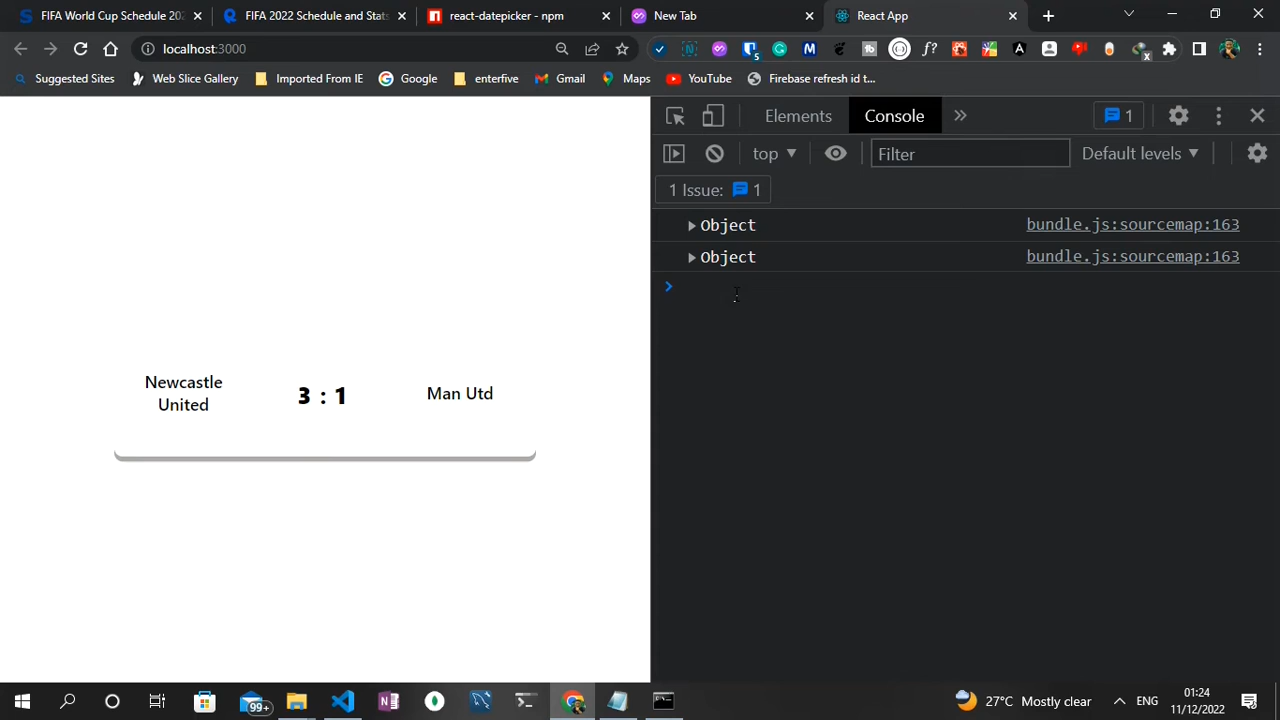 FIFA World Cup Schedule 202
FIFA 2022 Schedule and Stats
react-datepicker - npm
New Tab
React App
localhost:3000
Suggested Sites
Web Slice Gallery
Imported From IE
Google
enterfive
Gmail
Maps
YouTube
Firebase refresh id t...
Elements
Console
1
top
Filter
Default levels
1 Issue: 1
Object
bundle.js:sourcemap:163
Object
bundle.js:sourcemap:163
Newcastle
United
3 : 1
Man Utd
99+
27°C Mostly clear
ENG
01:24
11/12/2022